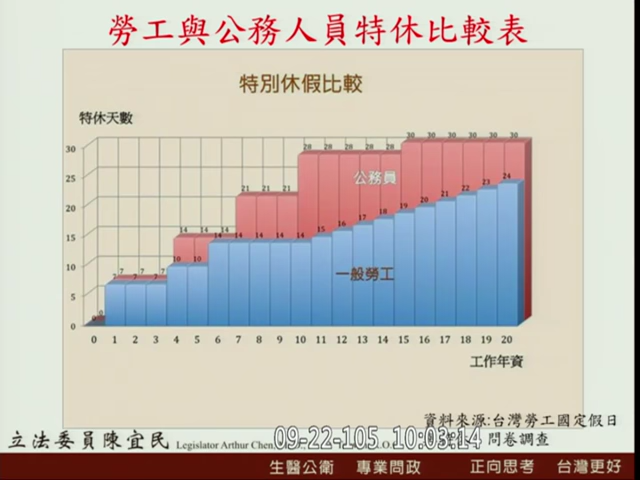 勞工與公務人員特休比較表
特別休假比較
特休天數
30
25
20
15
10
5
0
0 7 7 7 14 14 14 21 21 21 28 28 28 28 28 30 30 30 30 30 30
公務員
0 7 7 7 10 10 14 14 14 14 14 15 16 17 18 19 20 21 22 23 24
一般勞工
0 1 2 3 4 5 6 7 8 9 10 11 12 13 14 15 16 17 18 19 20
工作年資
資料來源:台灣勞工國定假日
問卷調查
立法委員陳宜民 Legislator Arthur Chen
09-22-105 10:03:14
生醫公衛 專業問政 正向思考 台灣更好